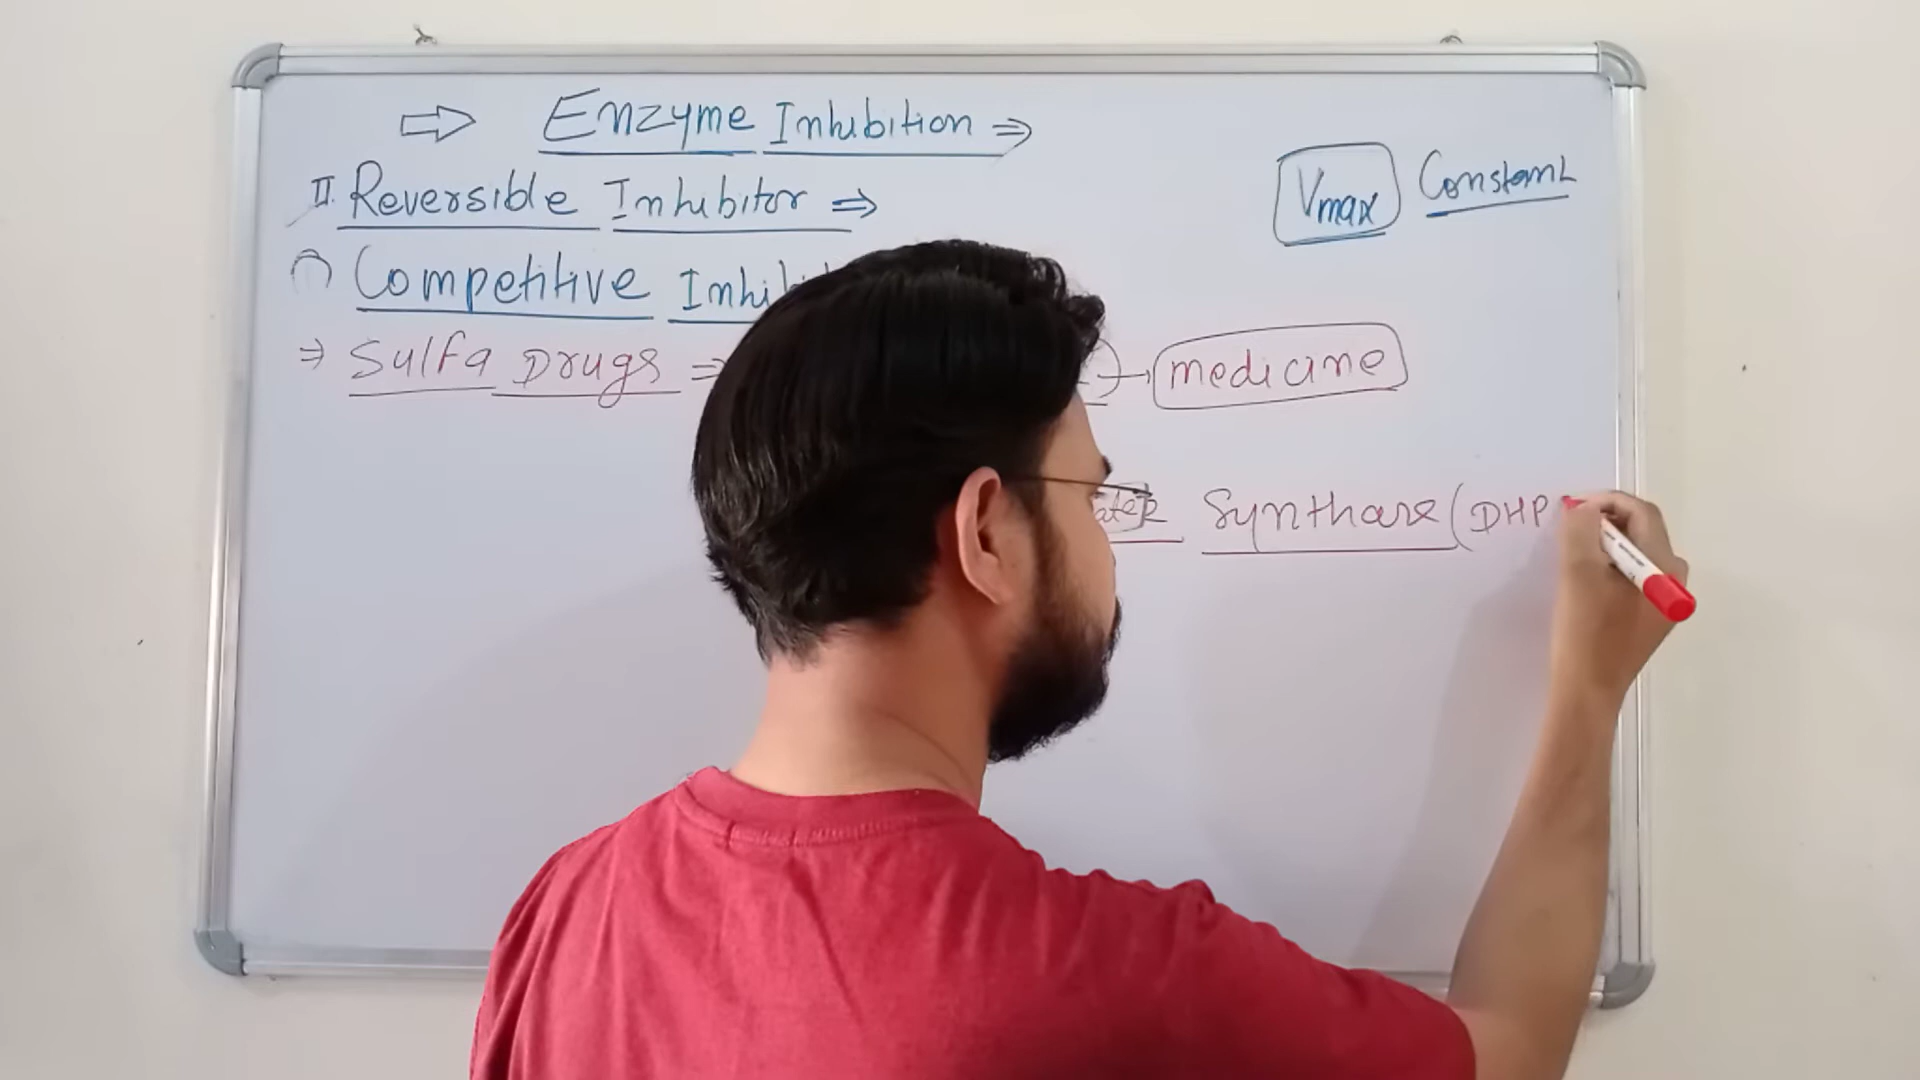 ⇒ Enzyme Inhibition ⇒
Vmax Constant
II. Reversible Inhibitor ⇒
Competitive
⇒ Sulfa Drugs ⇒ medicine
Synthase (DHP